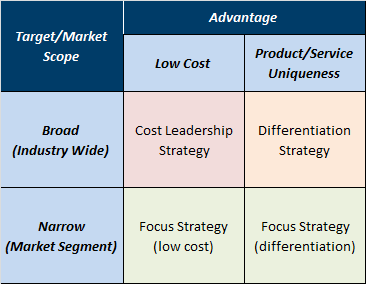 Target/Market
Scope
Advantage
Low Cost
Product/Service
Uniqueness
Broad
(Industry Wide)
Cost Leadership
Strategy
Differentiation
Strategy
Narrow
(Market Segment)
Focus Strategy
(low cost)
Focus Strategy
(differentiation)